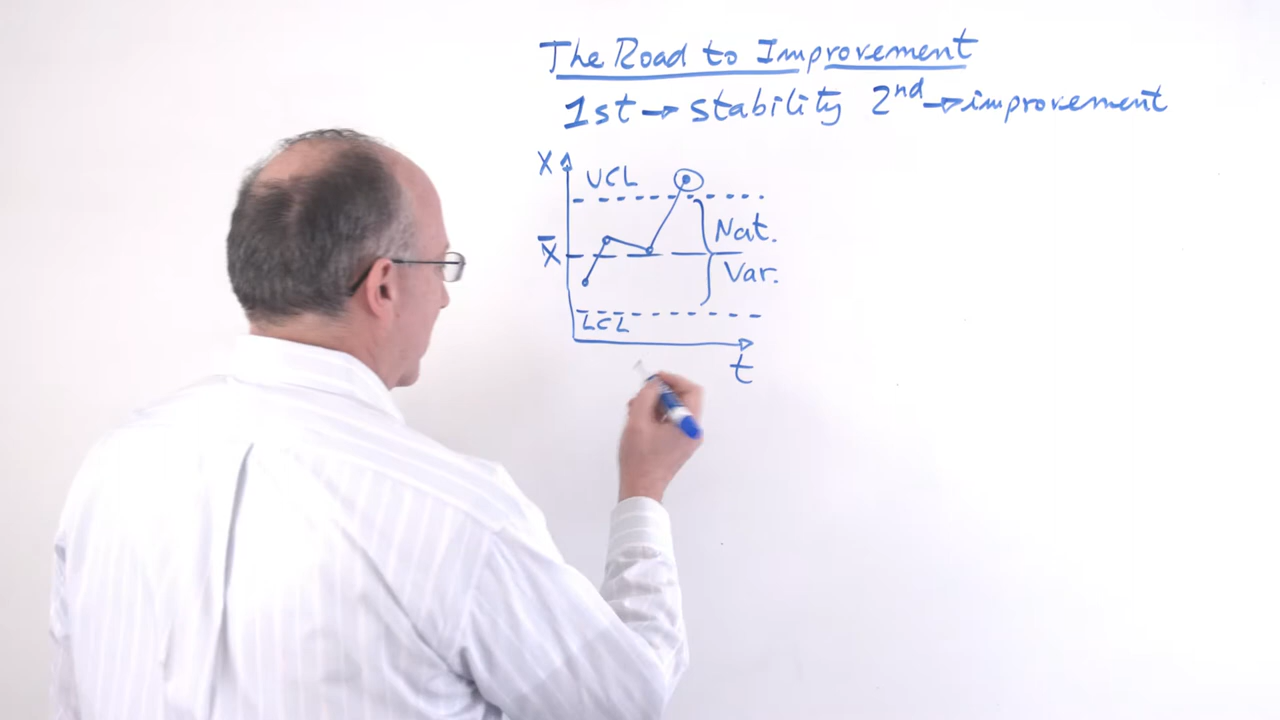 The Road to Improvement
1st → stability 2nd → improvement
X
UCL
X̄
Nat.
Var.
LCL
t